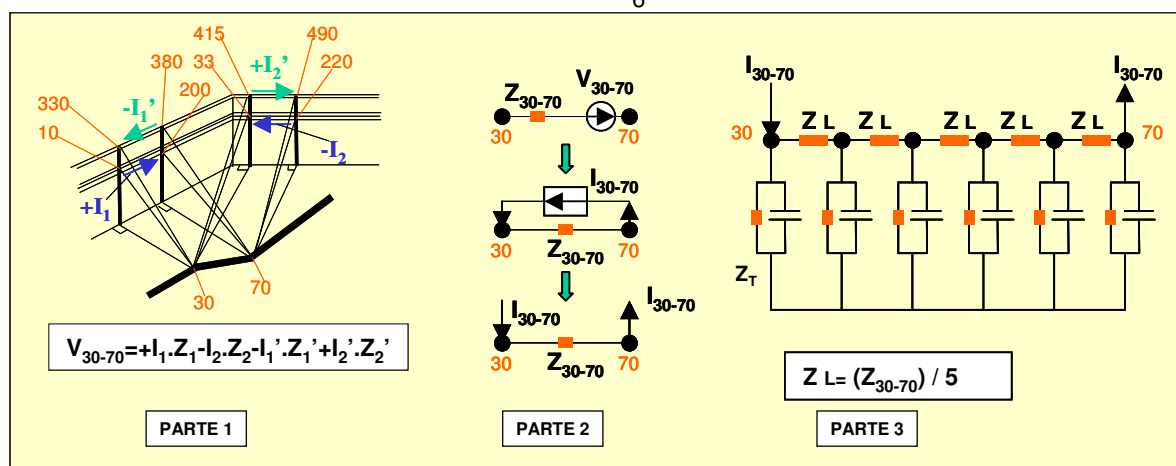 6
415
490
380
33
+I2'
220
200
330
-I1'
10
-I2
+I1
70
30
V30-70=+I1.Z1-I2.Z2-I1'.Z1'+I2'.Z2'
PARTE 1
V30-70
Z30-70
30
70
I30-70
30
70
Z30-70
I30-70
I30-70
30
70
Z30-70
PARTE 2
I30-70
I30-70
30
Z L
Z L
Z L
Z L
Z L
70
ZT
Z L= (Z30-70) / 5
PARTE 3